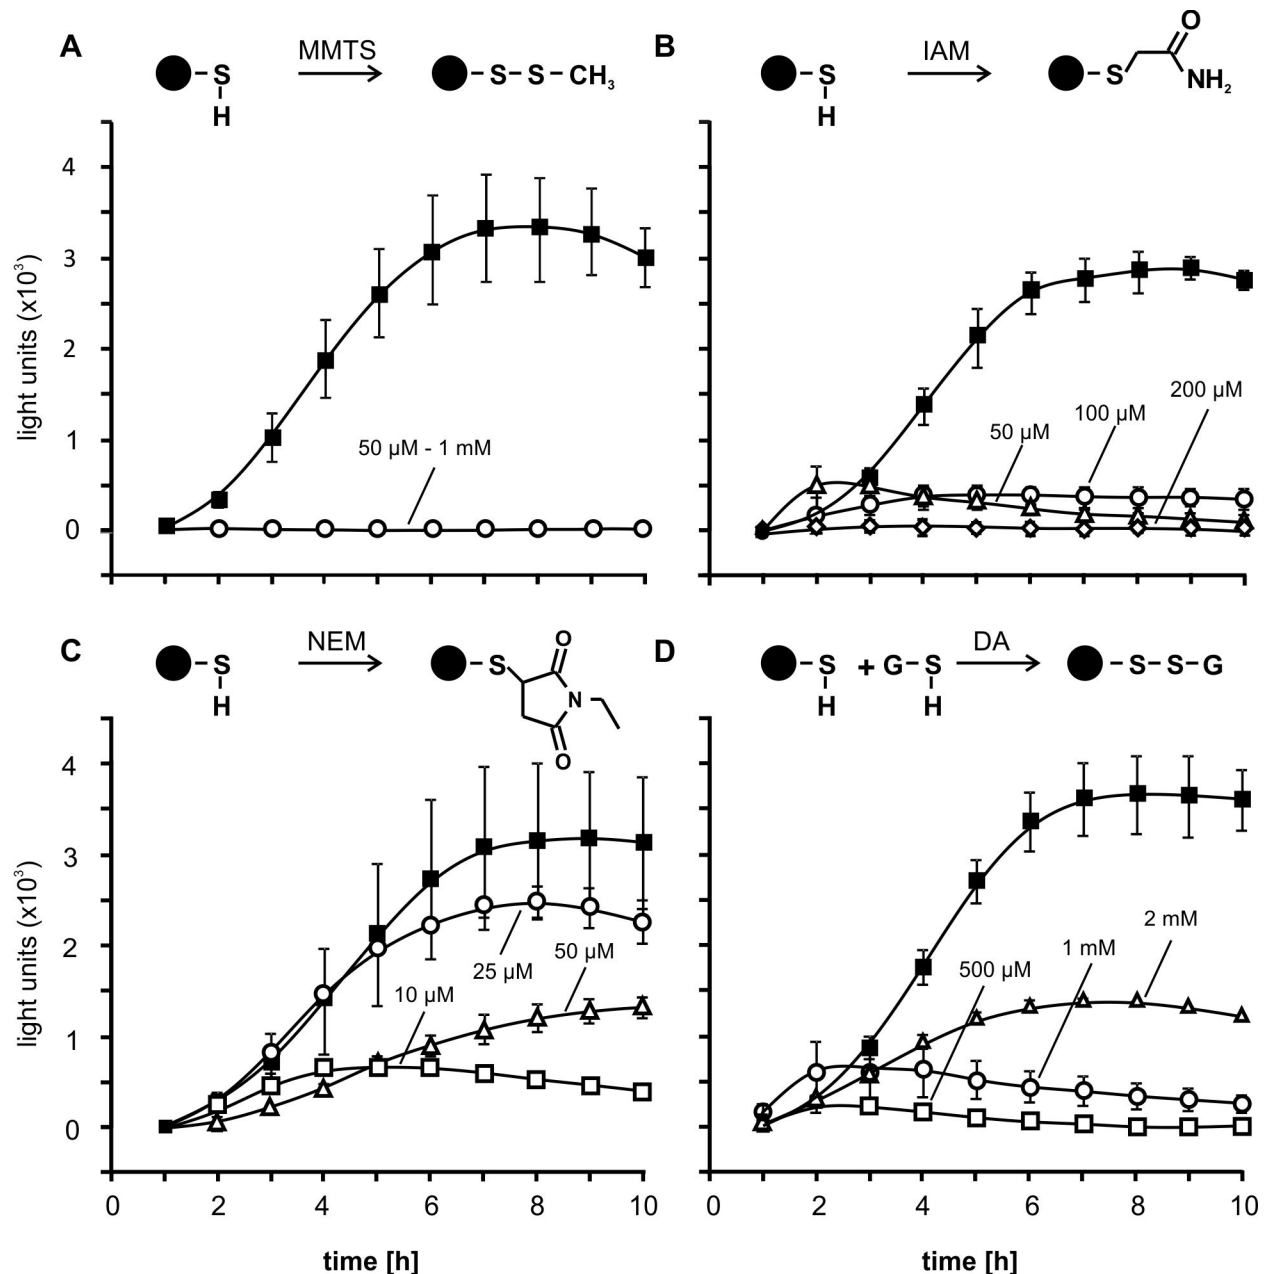 A
MMTS
S
H
S S CH₃
B
IAM
S
H
S
O
NH₂
light units (x10³)
4
3
2
1
0
50 µM - 1 mM
50 µM
100 µM
200 µM
C
NEM
S
H
S
O
N
O
D
DA
S
H
+ G S
H
S S G
light units (x10³)
4
3
2
1
0
10 µM
25 µM
50 µM
500 µM
1 mM
2 mM
0 2 4 6 8 10
time [h]
0 2 4 6 8 10
time [h]